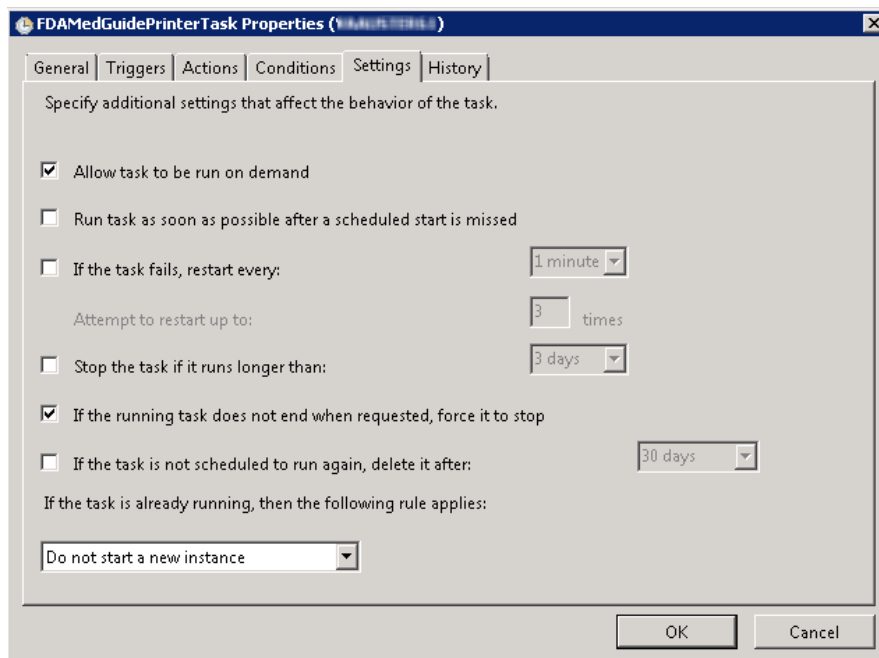 FDAMedGuidePrinterTask Properties ( )
General Triggers Actions Conditions Settings History
Specify additional settings that affect the behavior of the task.
Allow task to be run on demand
Run task as soon as possible after a scheduled start is missed
If the task fails, restart every: 1 minute
Attempt to restart up to: 3 times
Stop the task if it runs longer than: 3 days
If the running task does not end when requested, force it to stop
If the task is not scheduled to run again, delete it after: 30 days
If the task is already running, then the following rule applies:
Do not start a new instance
OK Cancel